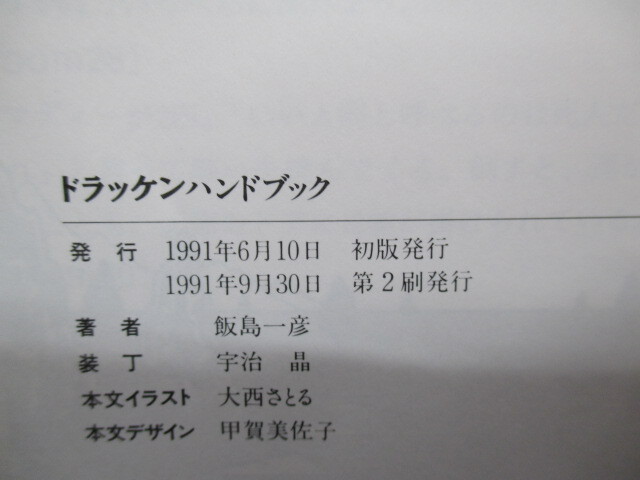 ドラッケンハンドブック
発行 1991年6月10日 初版発行
1991年9月30日 第2刷発行
著者 飯島一彦
装丁 宇治 晶
本文イラスト 大西さとる
本文デザイン 甲賀美佐子